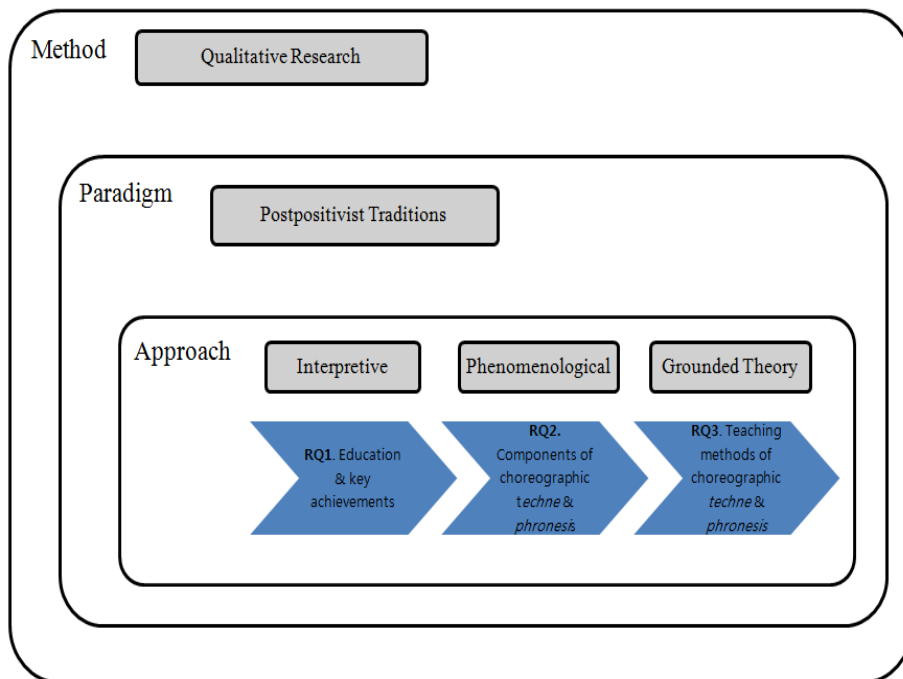 Method
Qualitative Research
Paradigm
Postpositivist Traditions
Approach
Interpretive
Phenomenological
Grounded Theory
RQ1. Education
& key
achievements
RQ2.
Components of
choreographic
techne &
phronesis
RQ3. Teaching
methods of
choreographic
techne &
phronesis